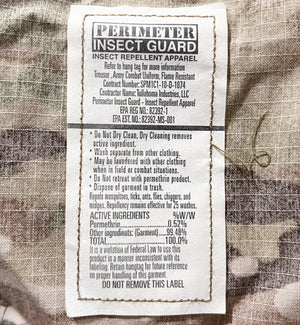 PERIMETER
INSECT GUARD
INSECT REPELLENT APPAREL
Refer to hang tag for more information
Trouser, Army Combat Uniform, Flame Resistant
Contract Number: SPM1C1-10-D-1074
Contractor Name: Tullahoma Industries, LLC
Perimeter Insect Guard - Insect Repellent Apparel
EPA REG NO.: 82392-1
EPA EST.NO.: 82392-MS-001
• Do Not Dry Clean, Dry Cleaning removes
active ingredient.
• Wash separate from other clothing.
• May be laundered with other clothing
when in field or combat situations.
• Do not retreat with permethrin product.
• Dispose of garment in trash.
Repels mosquitoes, ticks, ants, flies, chiggers, and
midges. Repellency remains effective for 25 washes.
ACTIVE INGREDIENTS %W/W
Permethrin 0.52%
Other ingredients: (Garment) 99.48%
TOTAL 100.0%
It is a violation of Federal Law to use this
product in a manner inconsistent with its
labeling. Retain hangtag for future reference
on proper handling of this garment.
DO NOT REMOVE THIS LABEL